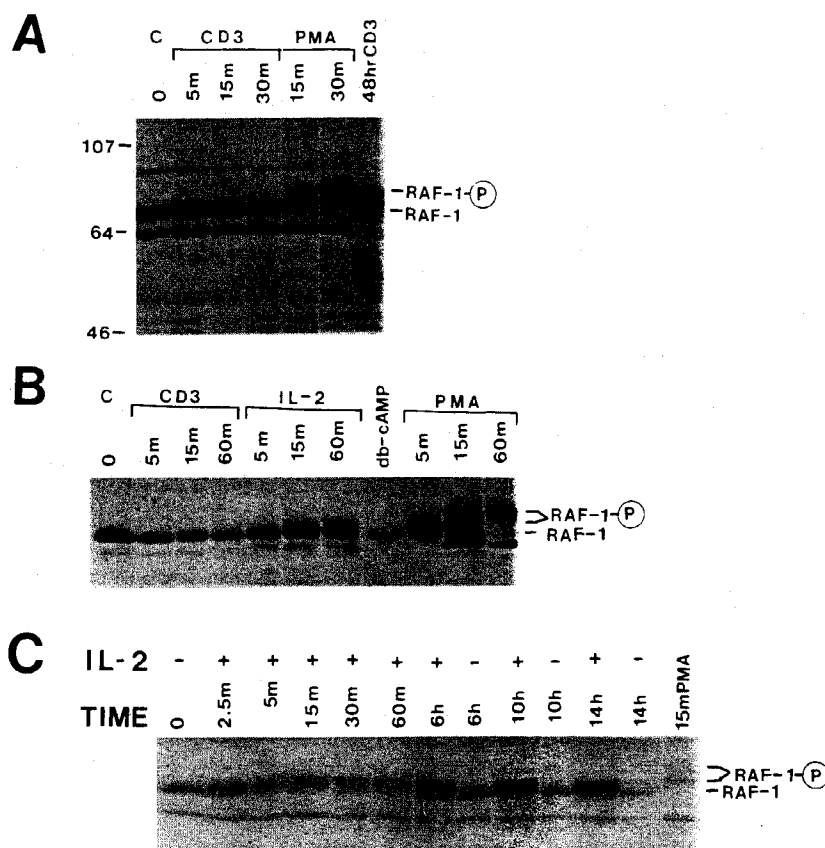 A
C CD3 PMA 48hr CD3
0 5m 15m 30m 15m 30m
107
RAF-1-P
RAF-1
64
46
B
C CD3 IL-2 db-cAMP PMA
0 5m 15m 60m 5m 15m 60m 5m 15m 60m
RAF-1-P
RAF-1
C
IL-2 - + + + + + + - + - + -
TIME 0 2.5m 5m 15m 30m 60m 6h 6h 10h 10h 14h 14h 15mPMA
RAF-1-P
RAF-1